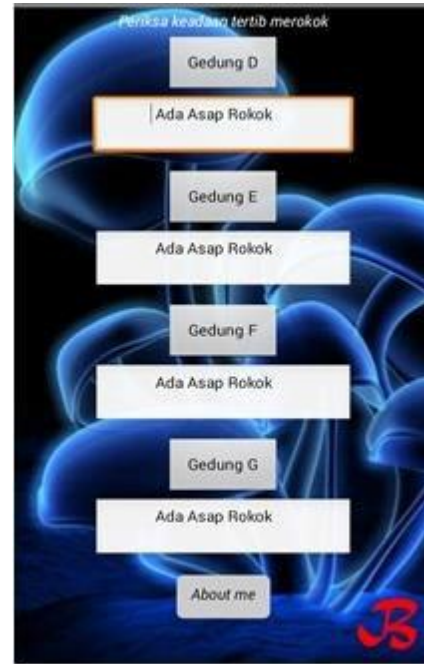 Periksa keadaan tertib merokok
Gedung D
Ada Asap Rokok
Gedung E
Ada Asap Rokok
Gedung F
Ada Asap Rokok
Gedung G
Ada Asap Rokok
About me
JB